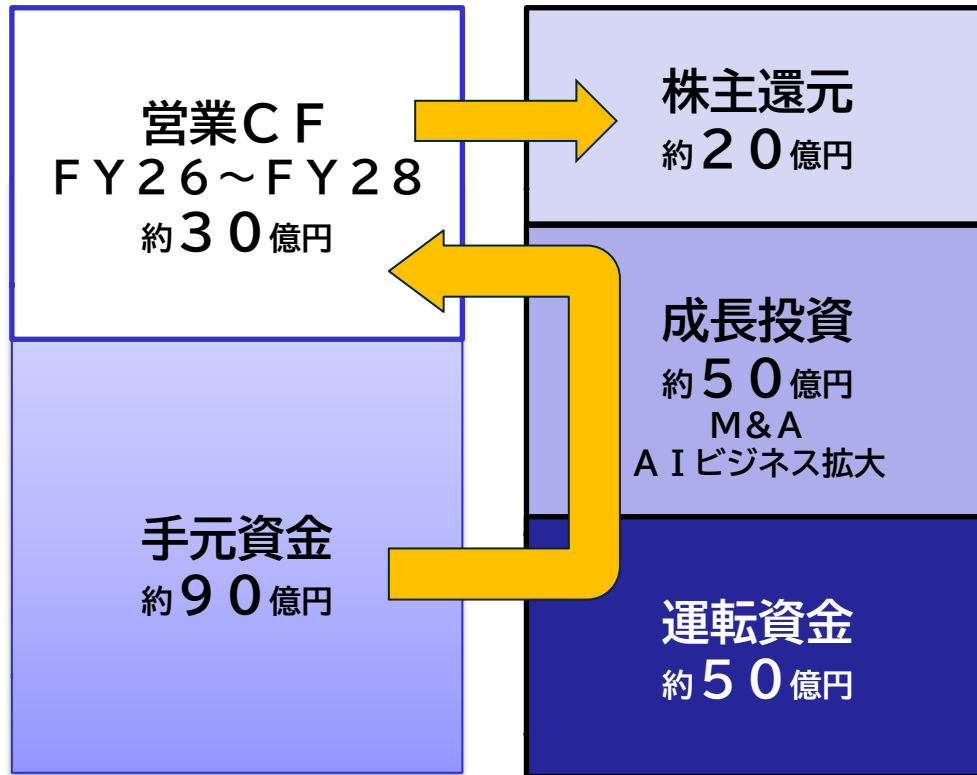 営業ＣＦ
ＦＹ２６～ＦＹ２８
約３０億円
手元資金
約９０億円
株主還元
約２０億円
成長投資
約５０億円
Ｍ＆Ａ
ＡＩビジネス拡大
運転資金
約５０億円